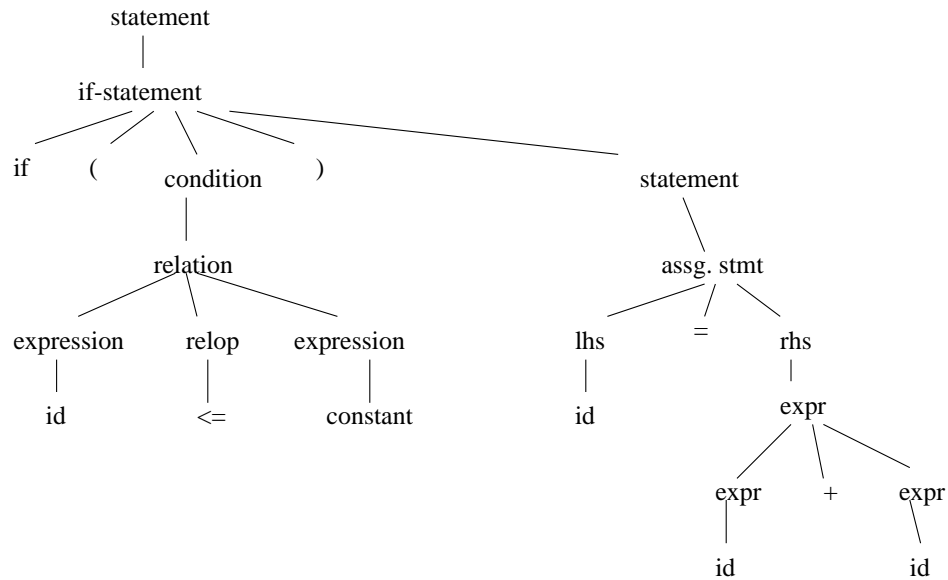 statement
if-statement
if ( condition ) statement
relation assg. stmt
expression relop expression lhs = rhs
id <= constant id expr
expr + expr
id id